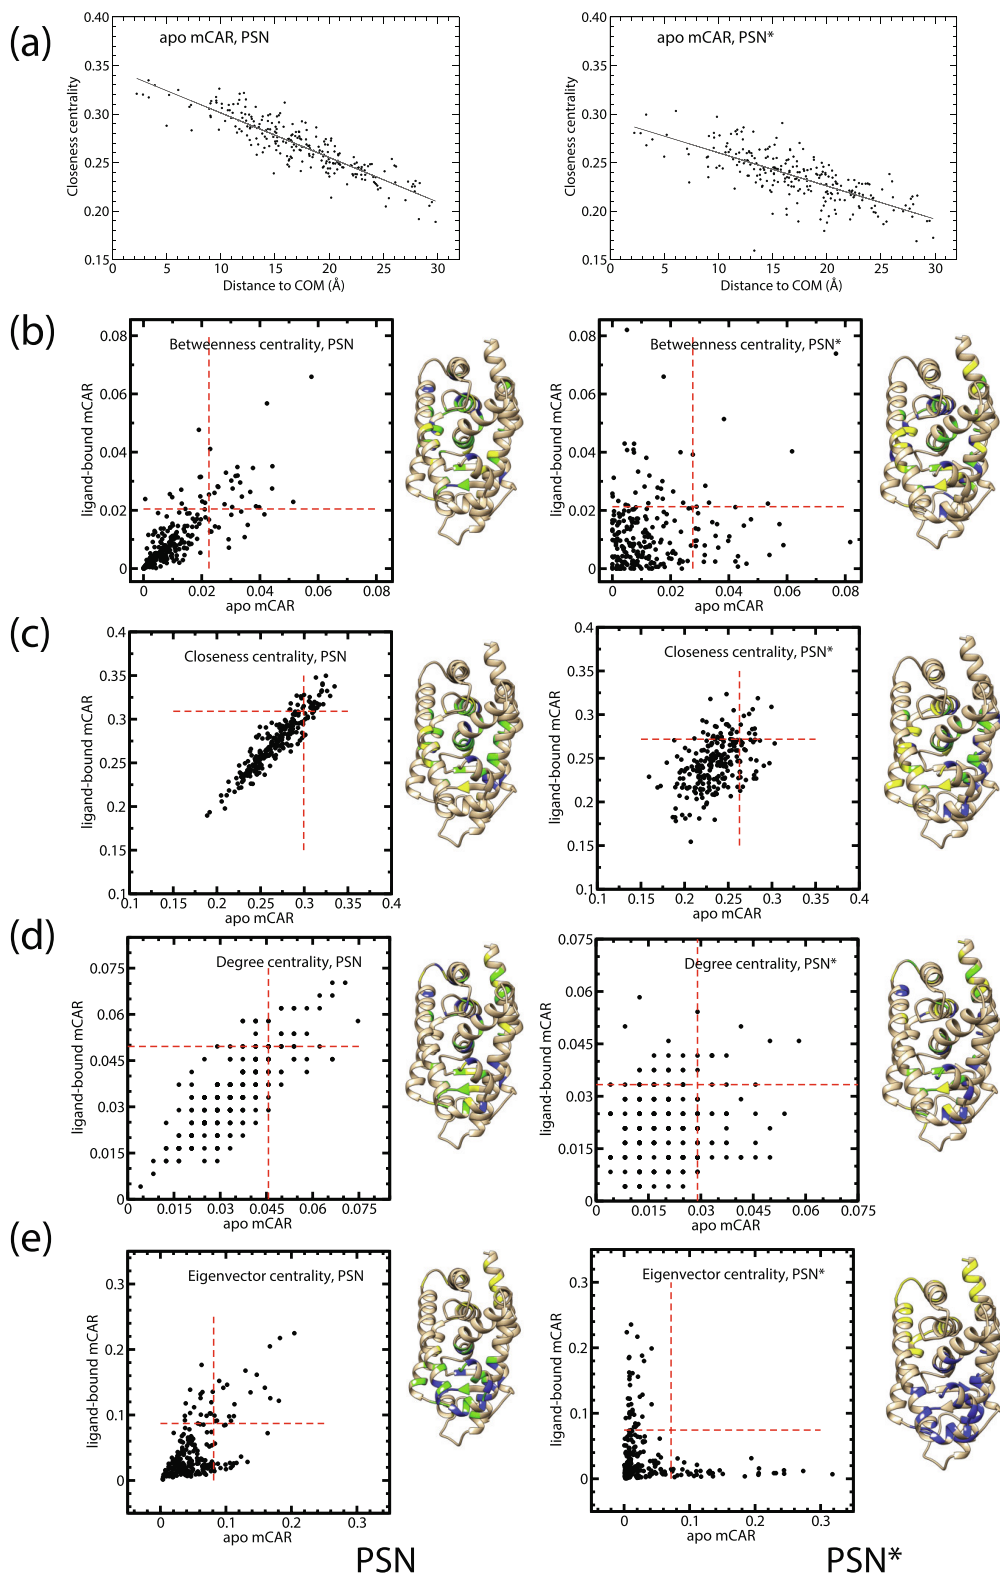 (a)
apo mCAR, PSN
0.40
0.35
0.30
0.25
0.20
0.15
Closeness centrality
0 5 10 15 20 25 30
Distance to COM (Å)
apo mCAR, PSN*
0.40
0.35
0.30
0.25
0.20
0.15
Closeness centrality
0 5 10 15 20 25 30
Distance to COM (Å)
(b)
Betweenness centrality, PSN
0.08
0.06
0.04
0.02
0
ligand-bound mCAR
0 0.02 0.04 0.06 0.08
apo mCAR
Betweenness centrality, PSN*
0.08
0.06
0.04
0.02
0
ligand-bound mCAR
0 0.02 0.04 0.06 0.08
apo mCAR
(c)
Closeness centrality, PSN
0.4
0.35
0.3
0.25
0.2
0.15
0.1
ligand-bound mCAR
0.1 0.15 0.2 0.25 0.3 0.35 0.4
apo mCAR
Closeness centrality, PSN*
0.4
0.35
0.3
0.25
0.2
0.15
0.1
ligand-bound mCAR
0.1 0.15 0.2 0.25 0.3 0.35 0.4
apo mCAR
(d)
Degree centrality, PSN
0.075
0.06
0.045
0.03
0.015
0
ligand-bound mCAR
0.015 0.03 0.045 0.06 0.075
apo mCAR
Degree centrality, PSN*
0.075
0.06
0.045
0.03
0.015
0
ligand-bound mCAR
0 0.015 0.03 0.045 0.06 0.075
apo mCAR
(e)
Eigenvector centrality, PSN
0.3
0.2
0.1
0
ligand-bound mCAR
0 0.1 0.2 0.3
apo mCAR
Eigenvector centrality, PSN*
0.3
0.2
0.1
0
ligand-bound mCAR
0 0.1 0.2 0.3
apo mCAR
PSN
PSN*